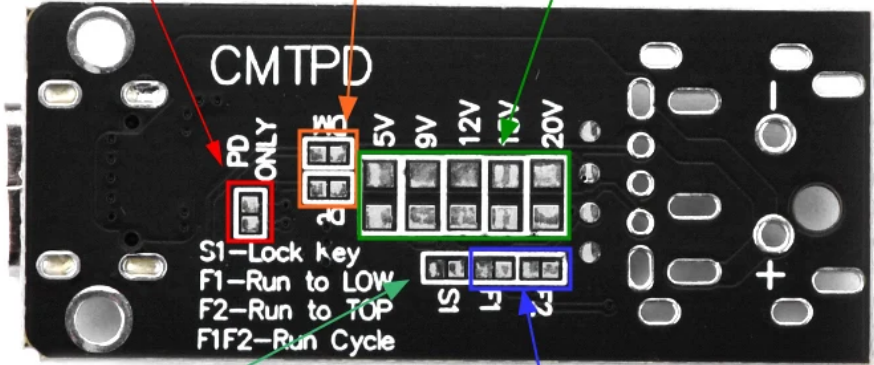 CMTPD
5V 9V 12V 15V 20V
PD
ONLY
S1-Lock key
F1-Run to LOW
F2-Run to TOP
F1F2-Run Cycle
S1 F1 F2
-
+